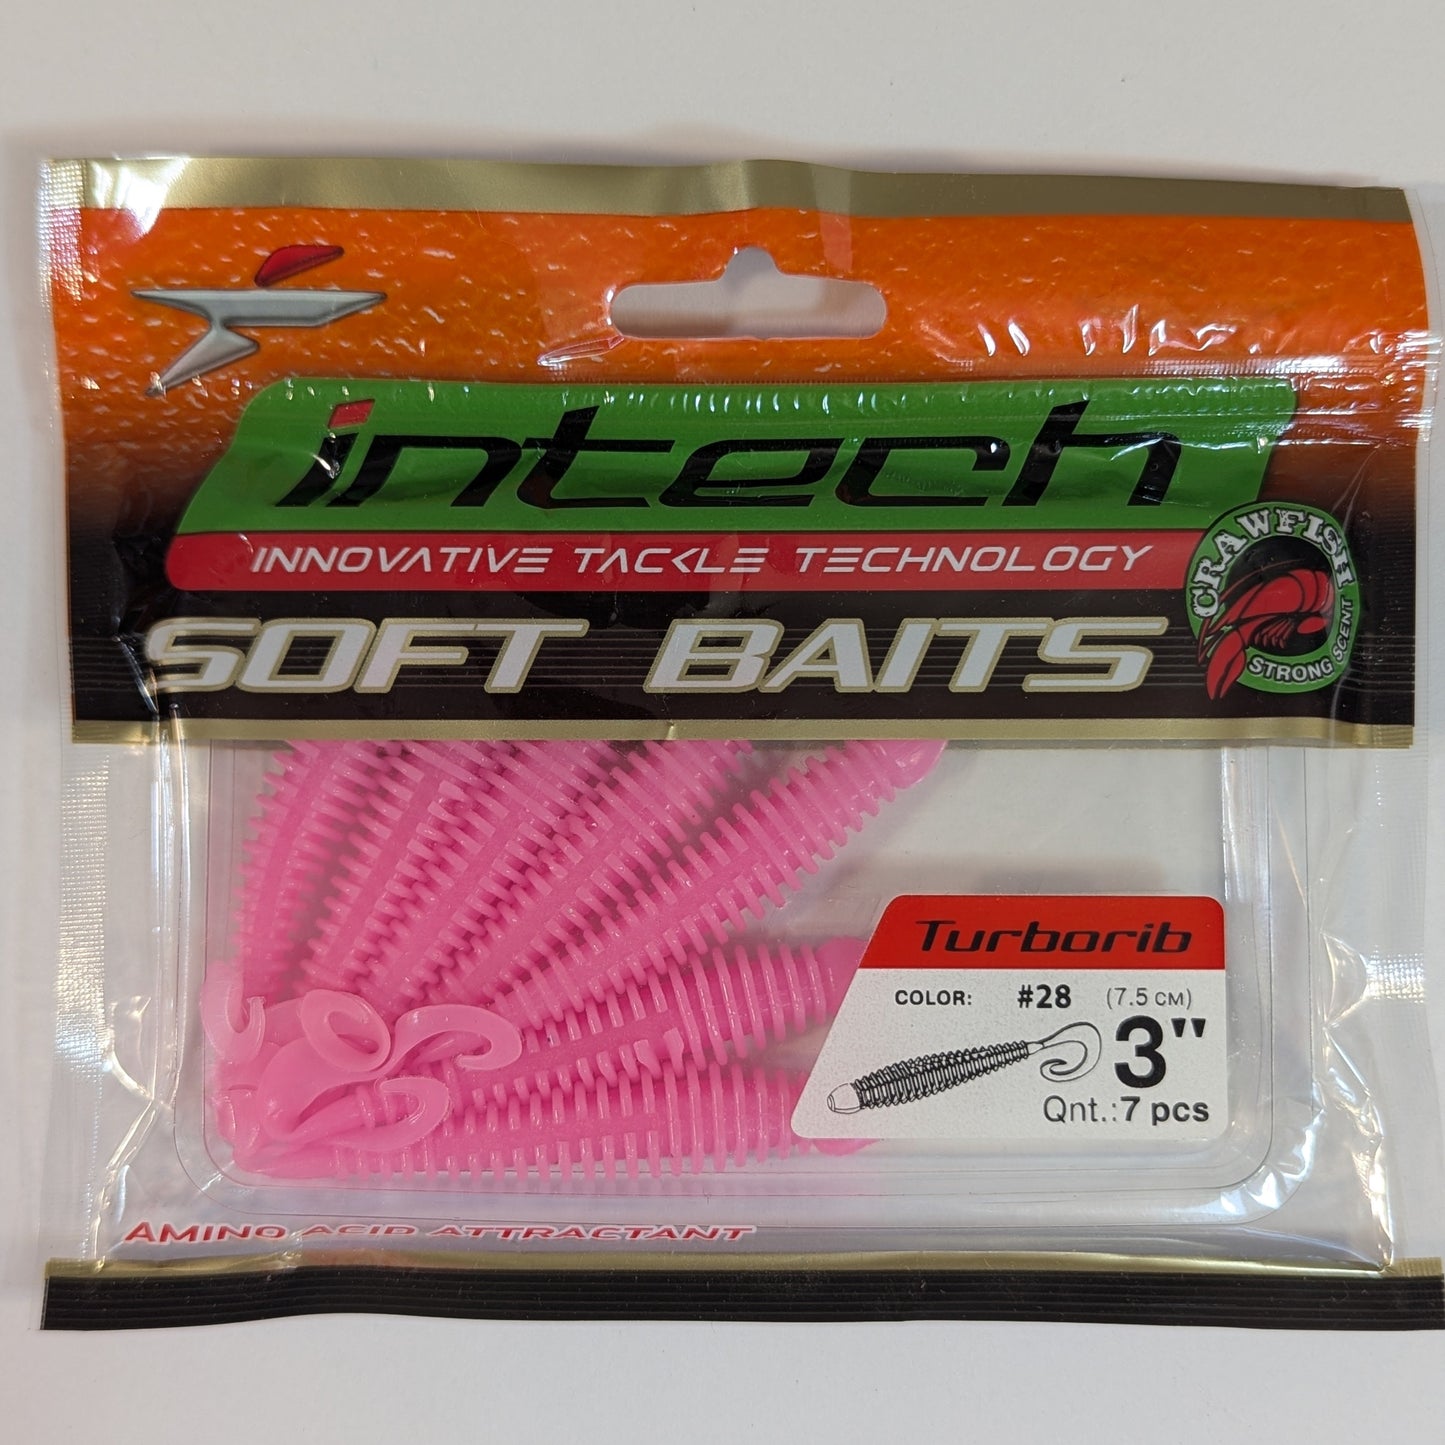 intech
INNOVATIVE TACKLE TECHNOLOGY
SOFT BAITS
CRAWFISH
STRONG SCENT
Turborib
COLOR: #28 (7.5 CM)
3"
Qnt.: 7 pcs
AMINO ACID ATTRACTANT